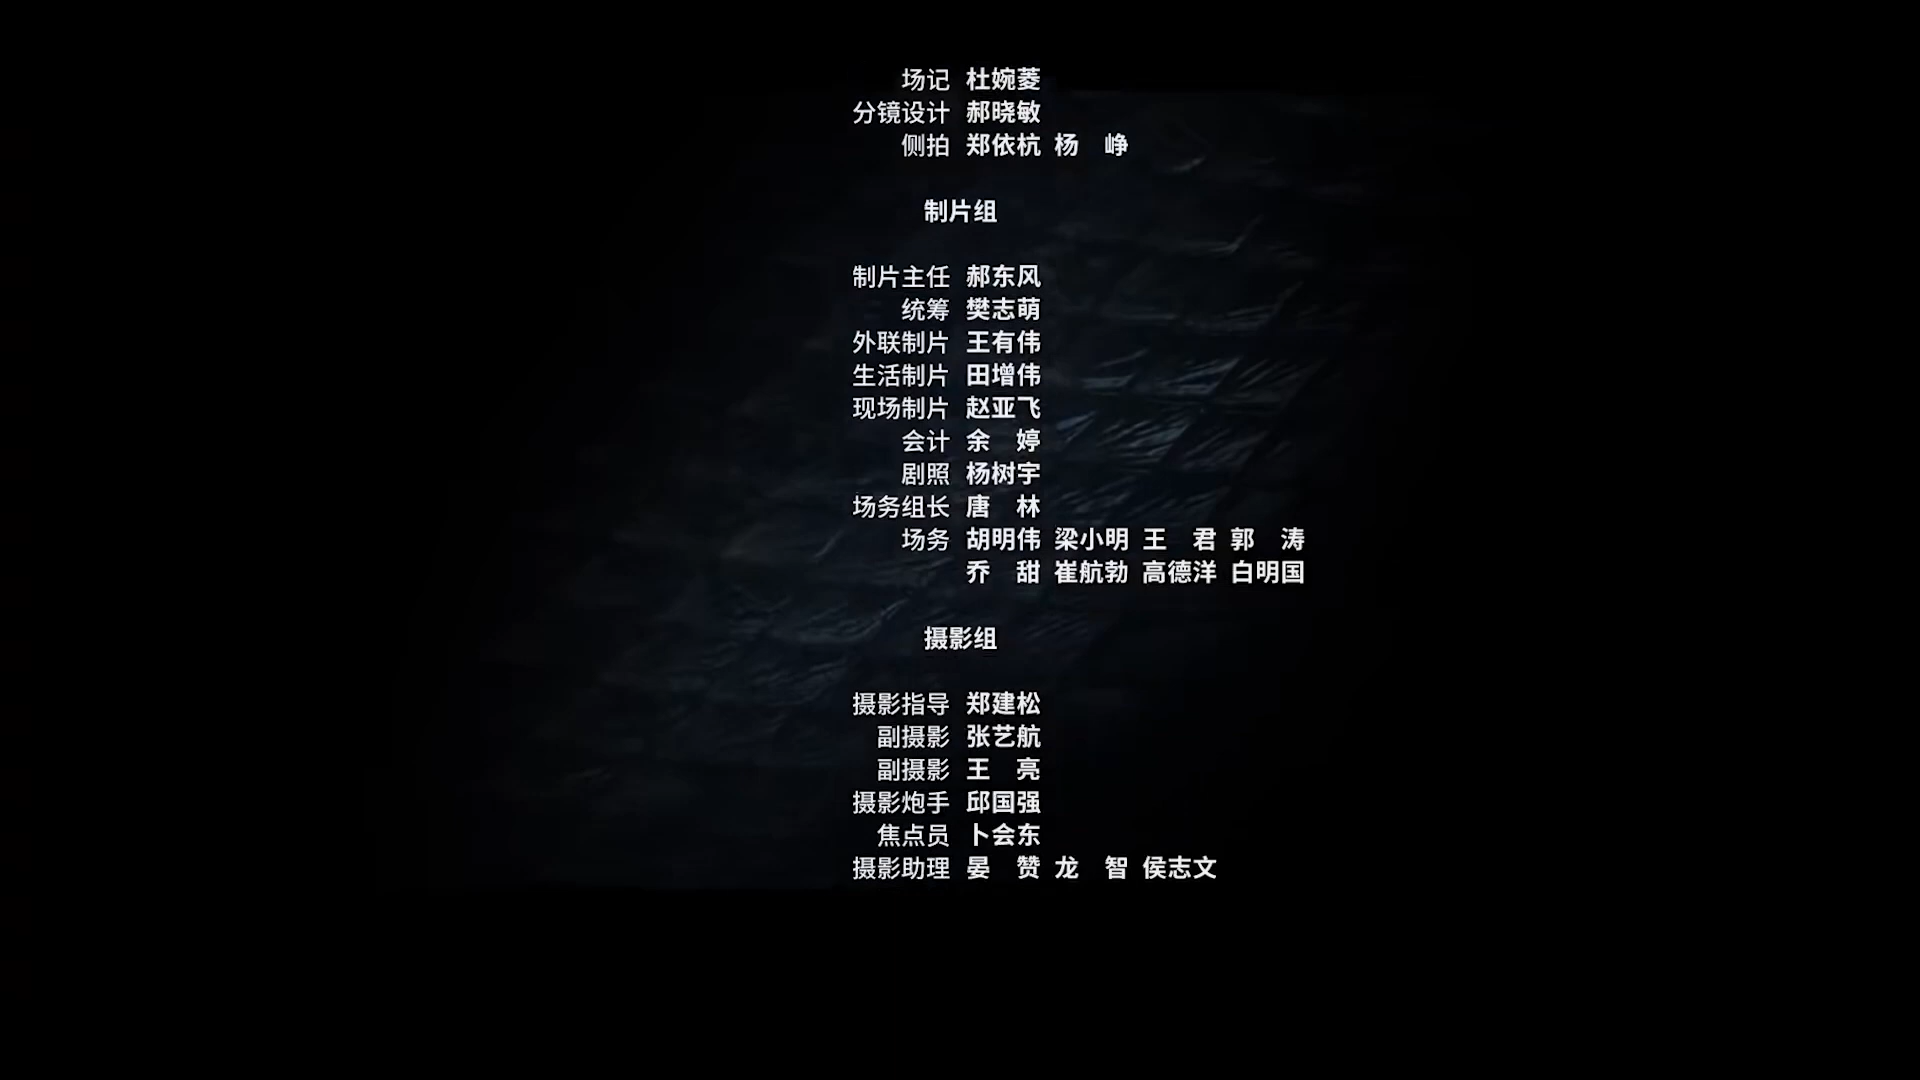 场记 杜婉菱
分镜设计 郝晓敏
侧拍 郑依杭 杨　峥
制片组
制片主任 郝东风
统筹 樊志萌
外联制片 王有伟
生活制片 田增伟
现场制片 赵亚飞
会计 余　婷
剧照 杨树宇
场务组长 唐　林
场务 胡明伟 梁小明 王　君 郭　涛
乔　甜 崔航勃 高德洋 白明国
摄影组
摄影指导 郑建松
副摄影 张艺航
副摄影 王　亮
摄影炮手 邱国强
焦点员 卜会东
摄影助理 晏　赞 龙　智 侯志文